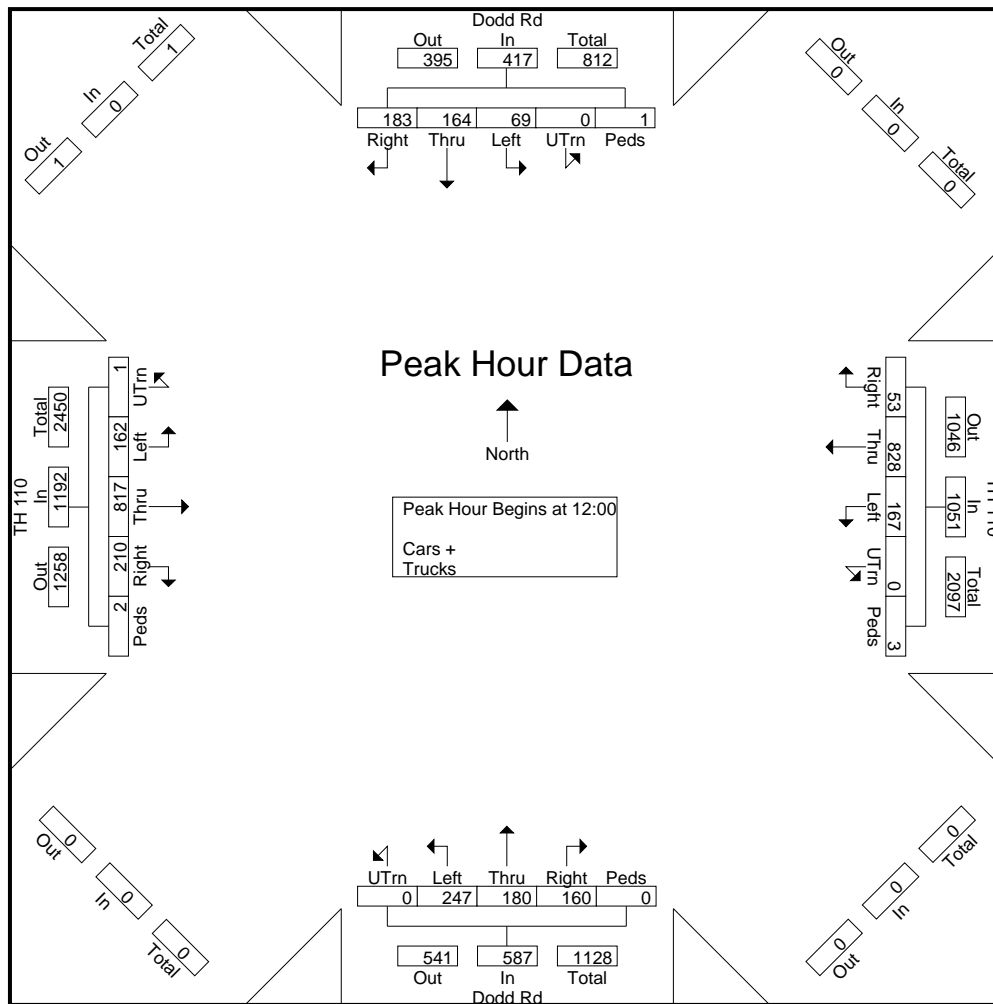 Dodd Rd
Out In Total
395 417 812
183 164 69 0 1
Right Thru Left UTrn Peds
Total
1
In
0
Out
1
Out
0
In
0
Total
0
Peak Hour Data
North
Peak Hour Begins at 12:00
Cars +
Trucks
TH 110
Out In Total
1258 1192 2450
2 210 817 162 1
Peds Right Thru Left UTrn
Out In Total
1046 1051 2097
53 828 167 0 3
Right Thru Left UTrn Peds
UTrn Left Thru Right Peds
0 247 180 160 0
541 587 1128
Out In Total
Dodd Rd
0
Out
0
In
0
Total
0
Total
0
In
0
Out